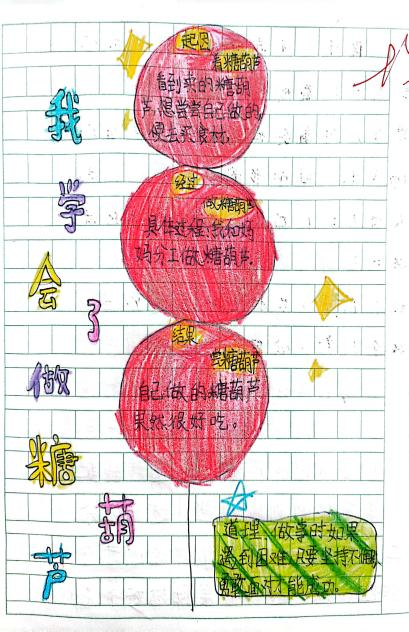 我学会了做糖葫芦
起因
看糖葫芦
看到卖的糖葫
芦,想尝尝自己做的,
便去买食材。
经过
做糖葫芦
具体过程:我和妈
妈分工做糖葫芦。
结果
尝糖葫芦
自己做的糖葫芦
果然很好吃。
道理:做事时如果
遇到困难,只要坚持不懈
勇敢面对才能成功。